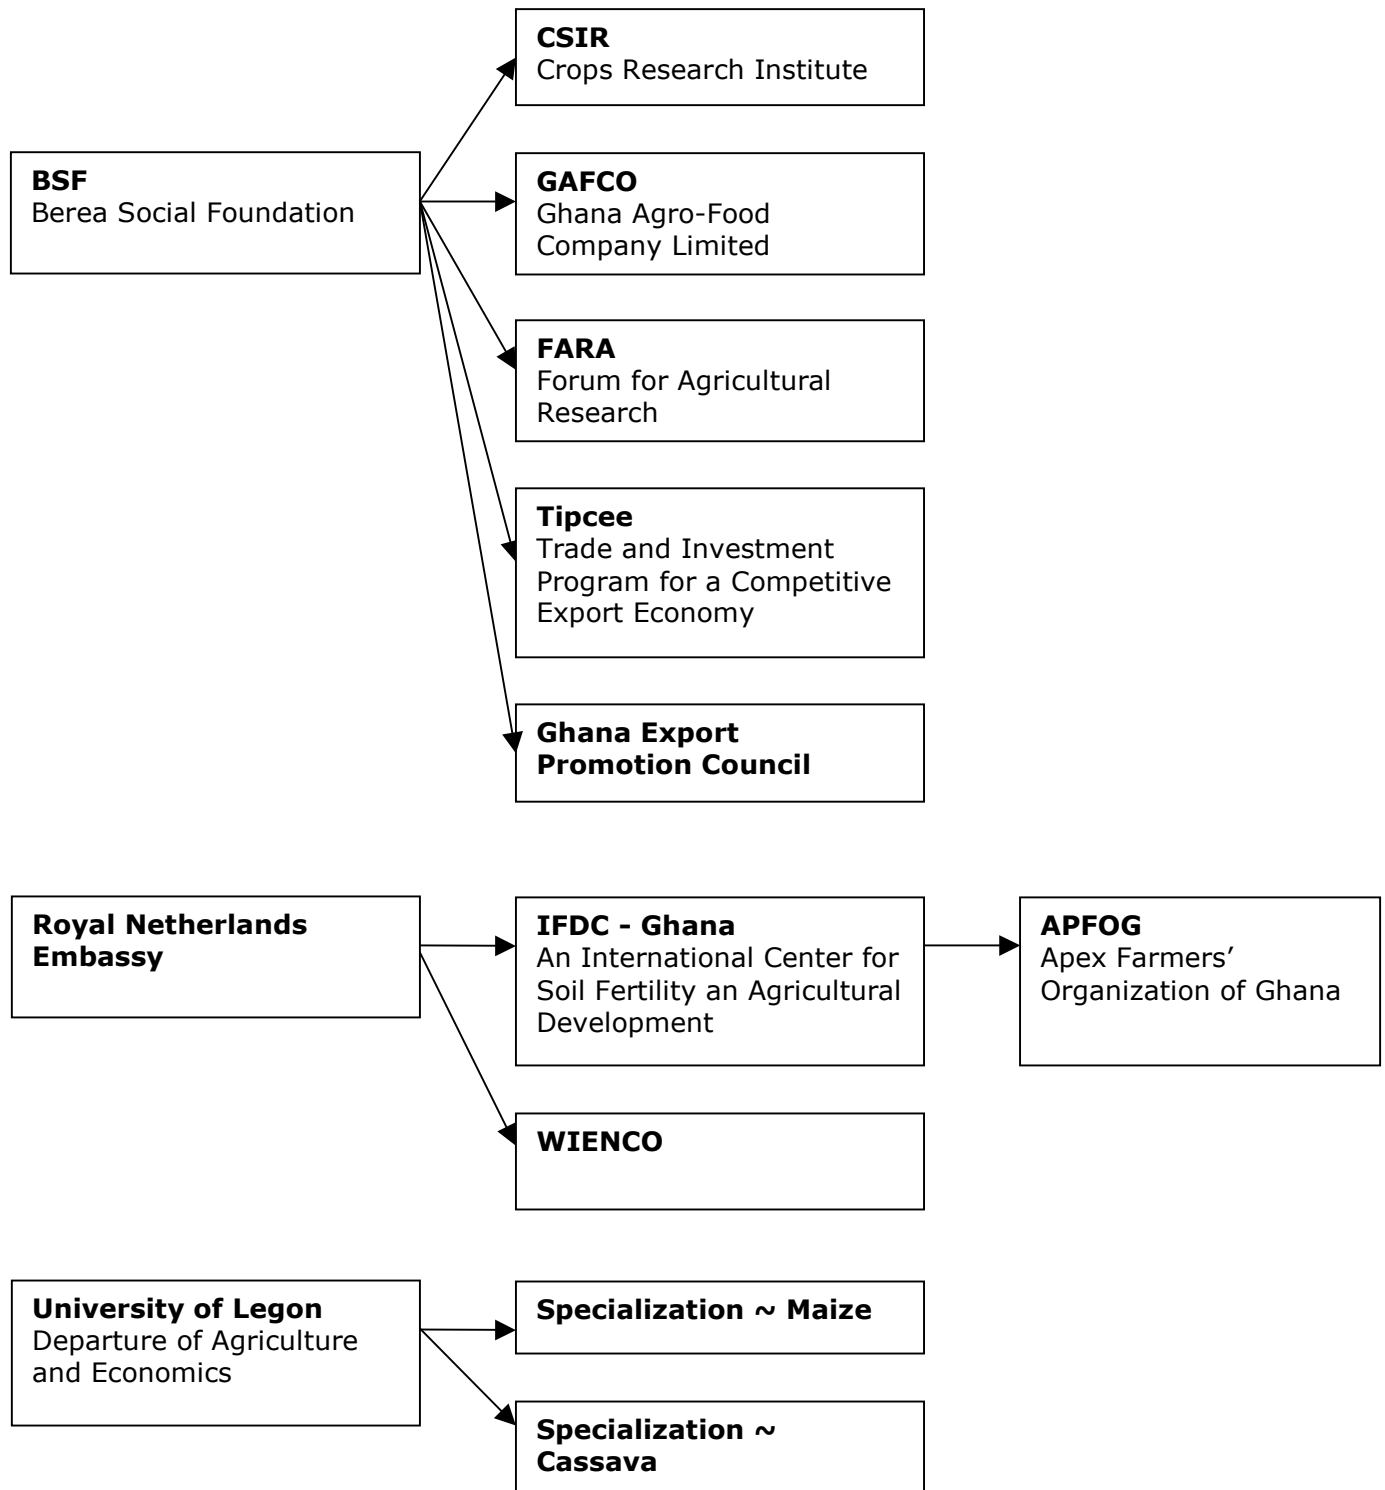 CSIR
Crops Research Institute
BSF
Berea Social Foundation
GAFCO
Ghana Agro-Food
Company Limited
FARA
Forum for Agricultural
Research
Tipcee
Trade and Investment
Program for a Competitive
Export Economy
Ghana Export
Promotion Council
Royal Netherlands
Embassy
IFDC - Ghana
An International Center for
Soil Fertility an Agricultural
Development
APFOG
Apex Farmers’
Organization of Ghana
WIENCO
University of Legon
Departure of Agriculture
and Economics
Specialization ~ Maize
Specialization ~
Cassava